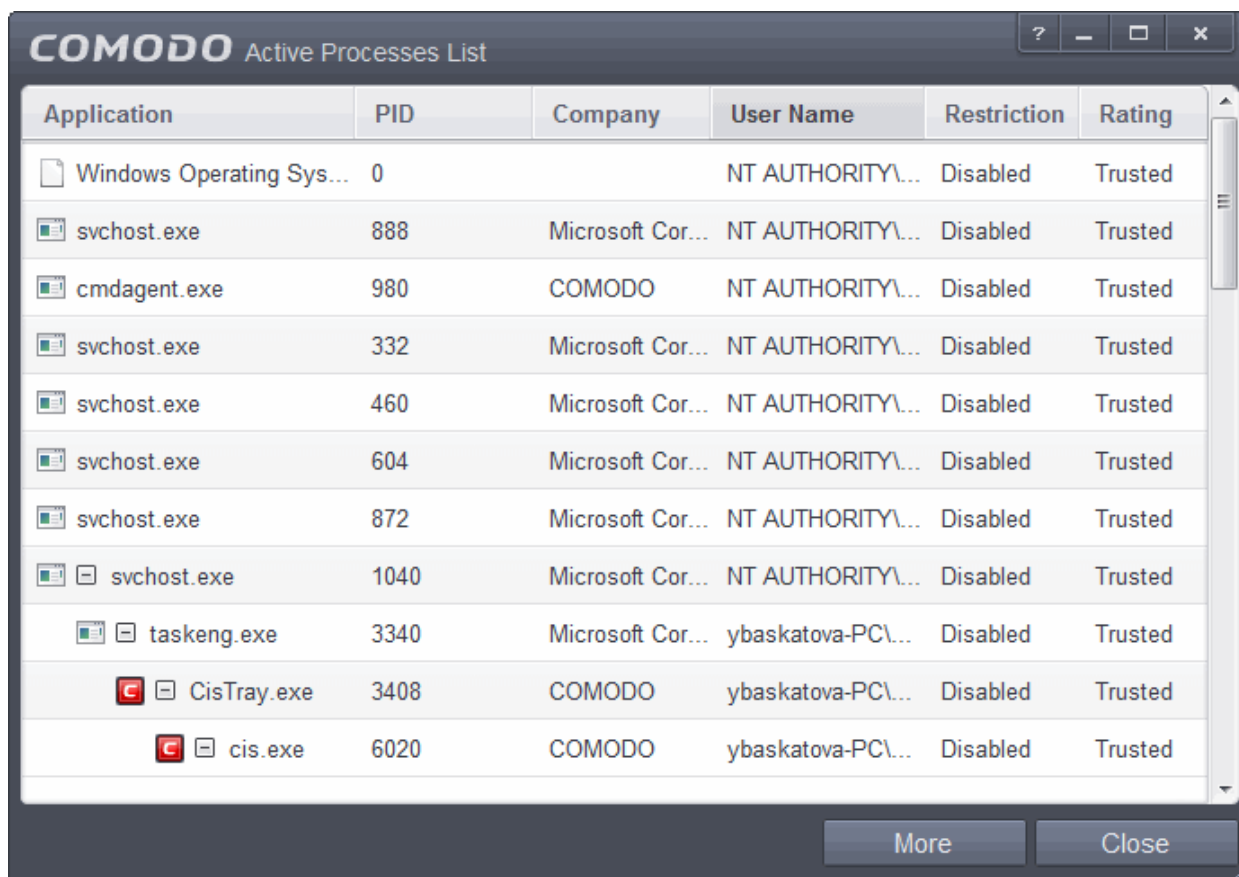 COMODO Active Processes List ?
Application PID Company User Name Restriction Rating
Windows Operating Sys... 0 NT AUTHORITY\... Disabled Trusted
svchost.exe 888 Microsoft Cor... NT AUTHORITY\... Disabled Trusted
cmdagent.exe 980 COMODO NT AUTHORITY\... Disabled Trusted
svchost.exe 332 Microsoft Cor... NT AUTHORITY\... Disabled Trusted
svchost.exe 460 Microsoft Cor... NT AUTHORITY\... Disabled Trusted
svchost.exe 604 Microsoft Cor... NT AUTHORITY\... Disabled Trusted
svchost.exe 872 Microsoft Cor... NT AUTHORITY\... Disabled Trusted
svchost.exe 1040 Microsoft Cor... NT AUTHORITY\... Disabled Trusted
taskeng.exe 3340 Microsoft Cor... ybaskatova-PC\... Disabled Trusted
C CisTray.exe 3408 COMODO ybaskatova-PC\... Disabled Trusted
C cis.exe 6020 COMODO ybaskatova-PC\... Disabled Trusted
More Close